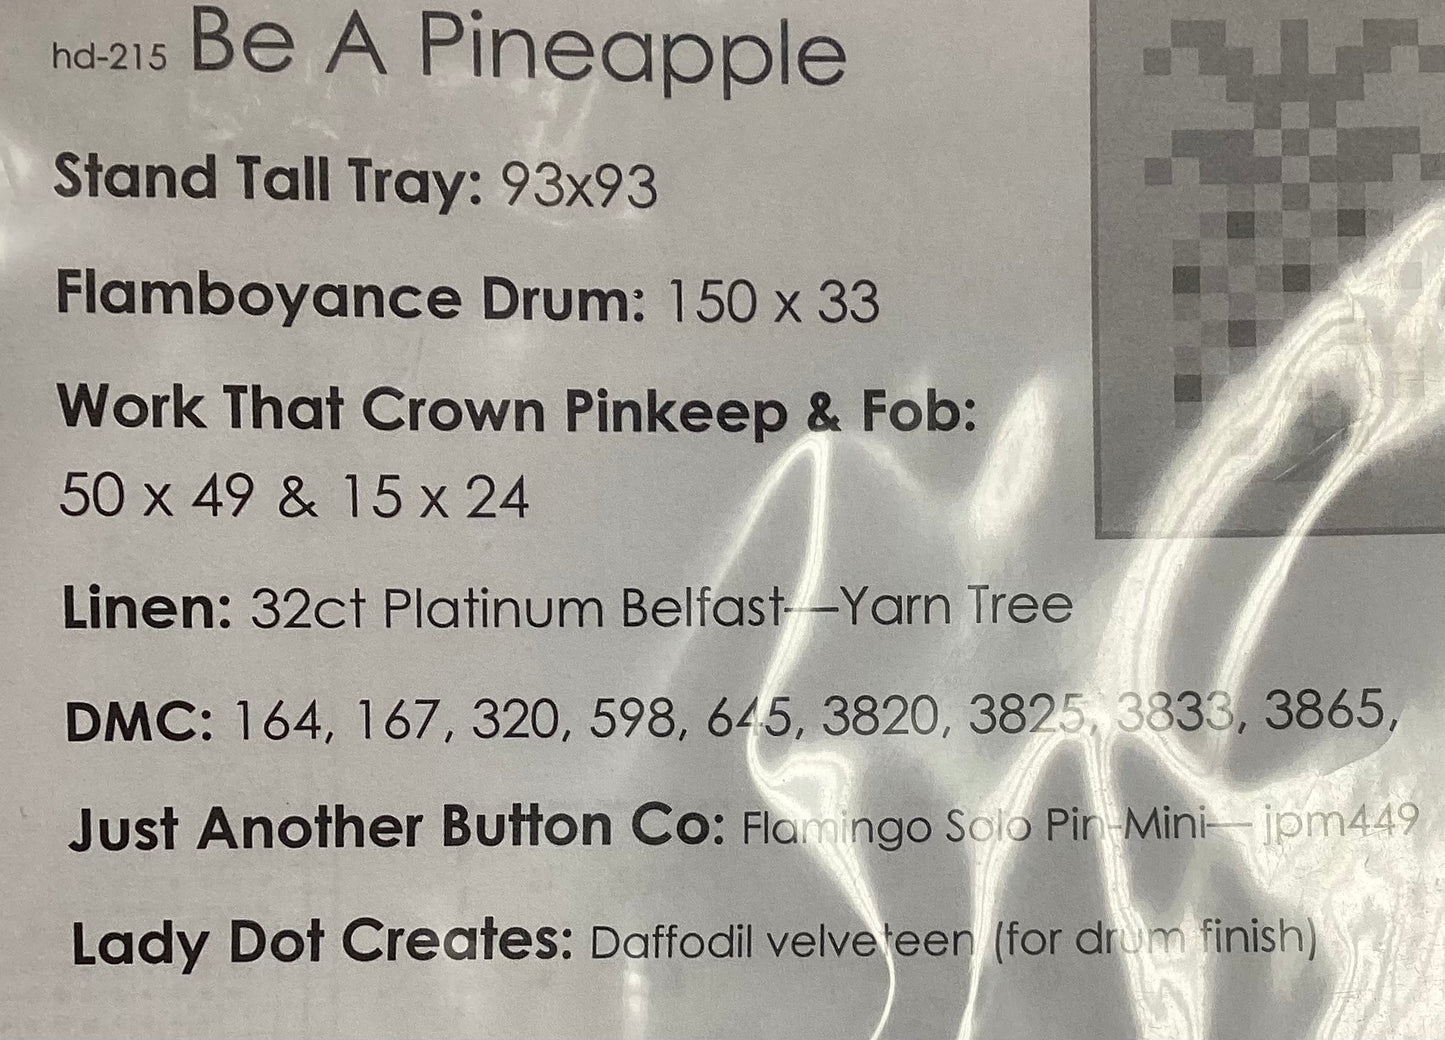 hd-215 Be A Pineapple
Stand Tall Tray: 93x93
Flamboyance Drum: 150 x 33
Work That Crown Pinkeep & Fob:
50 x 49 & 15 x 24
Linen: 32ct Platinum Belfast—Yarn Tree
DMC: 164, 167, 320, 598, 645, 3820, 3825, 3833, 3865,
Just Another Button Co: Flamingo Solo Pin-Mini— jpm449
Lady Dot Creates: Daffodil velveteen (for drum finish)